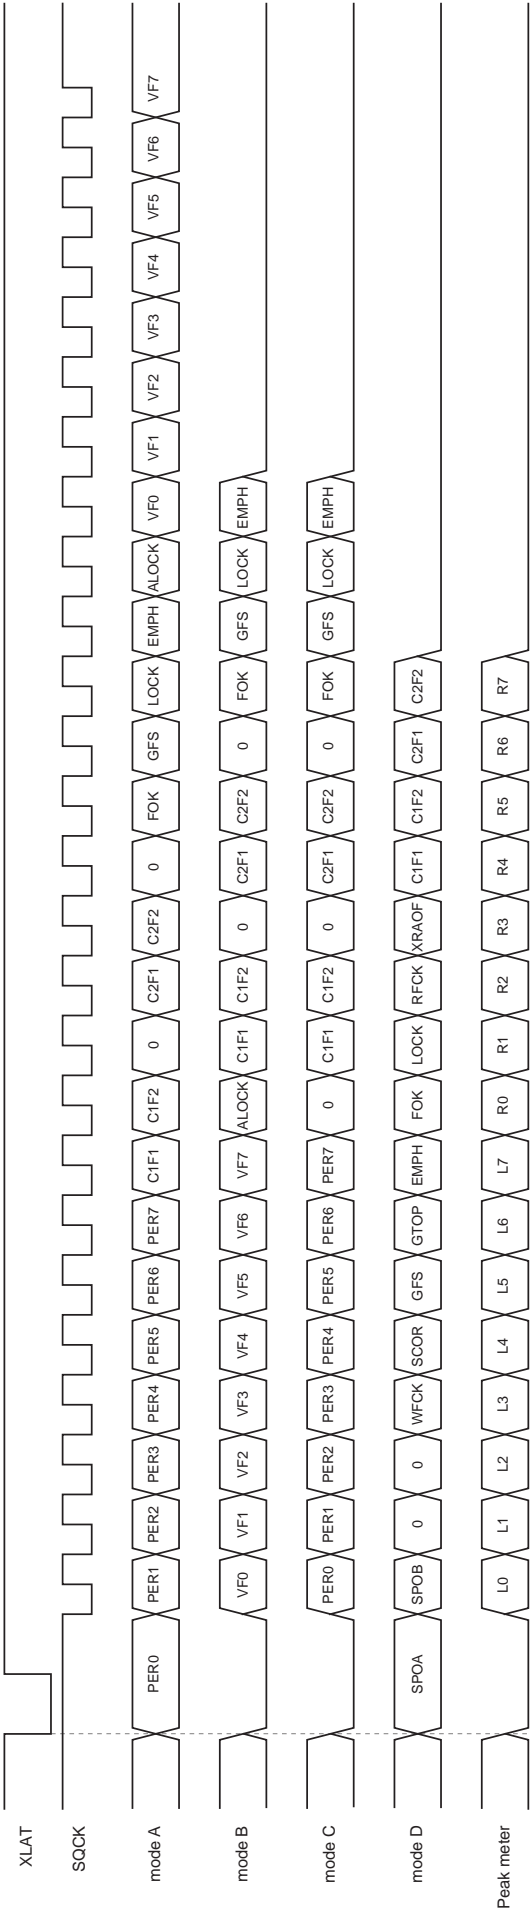 XLAT
SQCK
mode A PER0 PER1 PER2 PER3 PER4 PER5 PER6 PER7 C1F1 C1F2 0 C2F1 C2F2 0 FOK GFS LOCK EMPH ALOCK VF0 VF1 VF2 VF3 VF4 VF5 VF6 VF7
mode B VF0 VF1 VF2 VF3 VF4 VF5 VF6 VF7 ALOCK C1F1 C1F2 0 C2F1 C2F2 0 FOK GFS LOCK EMPH
mode C PER0 PER1 PER2 PER3 PER4 PER5 PER6 PER7 0 C1F1 C1F2 0 C2F1 C2F2 0 FOK GFS LOCK EMPH
mode D SPOA SPOB 0 0 WFCK SCOR GFS GTOP EMPH FOK LOCK RFCK XRAOF C1F1 C1F2 C2F1 C2F2
Peak meter L0 L1 L2 L3 L4 L5 L6 L7 R0 R1 R2 R3 R4 R5 R6 R7